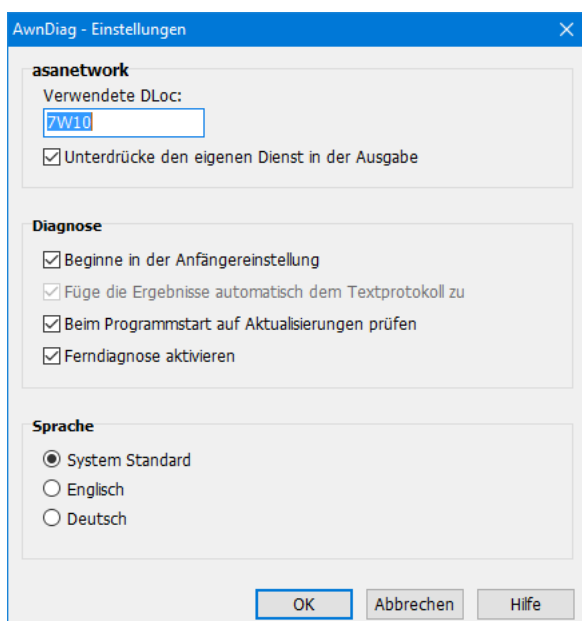 AwnDiag - Einstellungen
asanetwork
Verwendete DLoc:
7W10
Unterdrücke den eigenen Dienst in der Ausgabe
Diagnose
Beginne in der Anfängereinstellung
Füge die Ergebnisse automatisch dem Textprotokoll zu
Beim Programmstart auf Aktualisierungen prüfen
Ferndiagnose aktivieren
Sprache
System Standard
Englisch
Deutsch
OK Abbrechen Hilfe